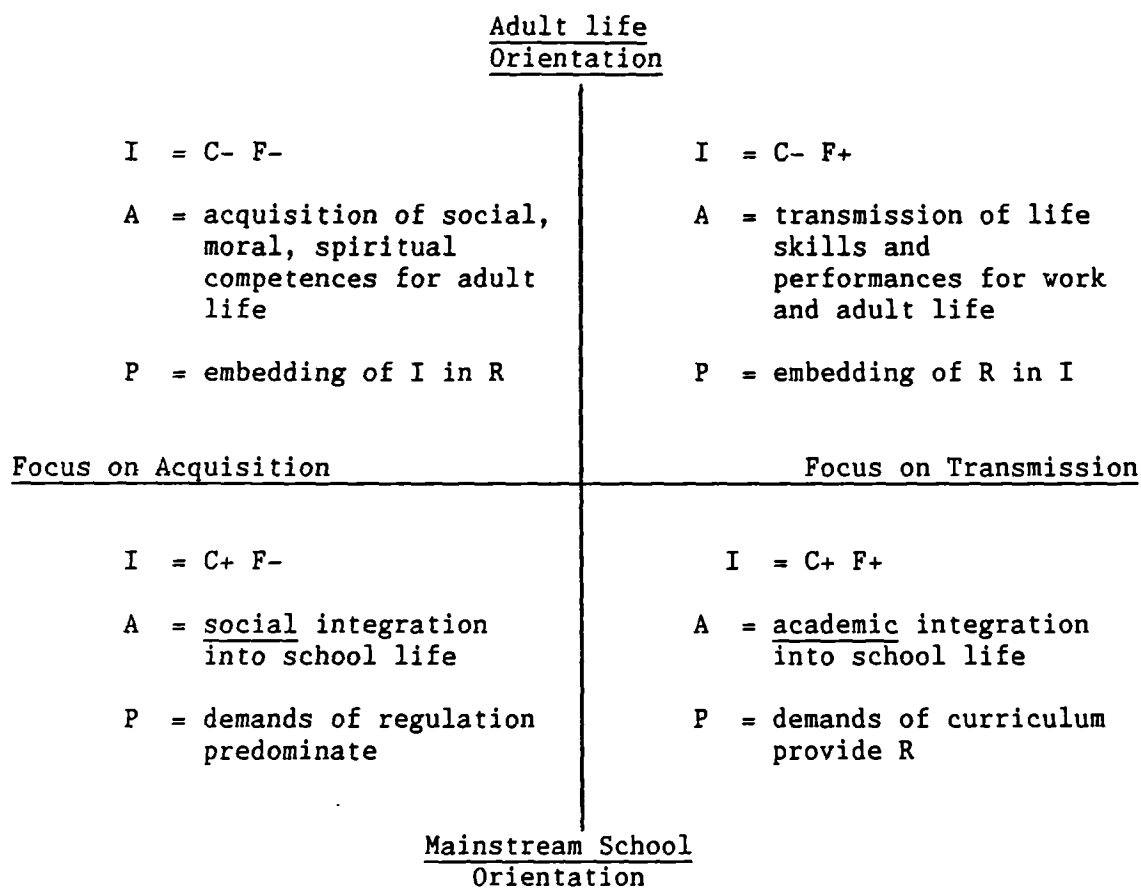 Adult life
Orientation
I = C- F-
A = acquisition of social,
moral, spiritual
competences for adult
life
P = embedding of I in R
I = C- F+
A = transmission of life
skills and
performances for work
and adult life
P = embedding of R in I
Focus on Acquisition
Focus on Transmission
I = C+ F-
A = social integration
into school life
P = demands of regulation
predominate
I = C+ F+
A = academic integration
into school life
P = demands of curriculum
provide R
Mainstream School
Orientation